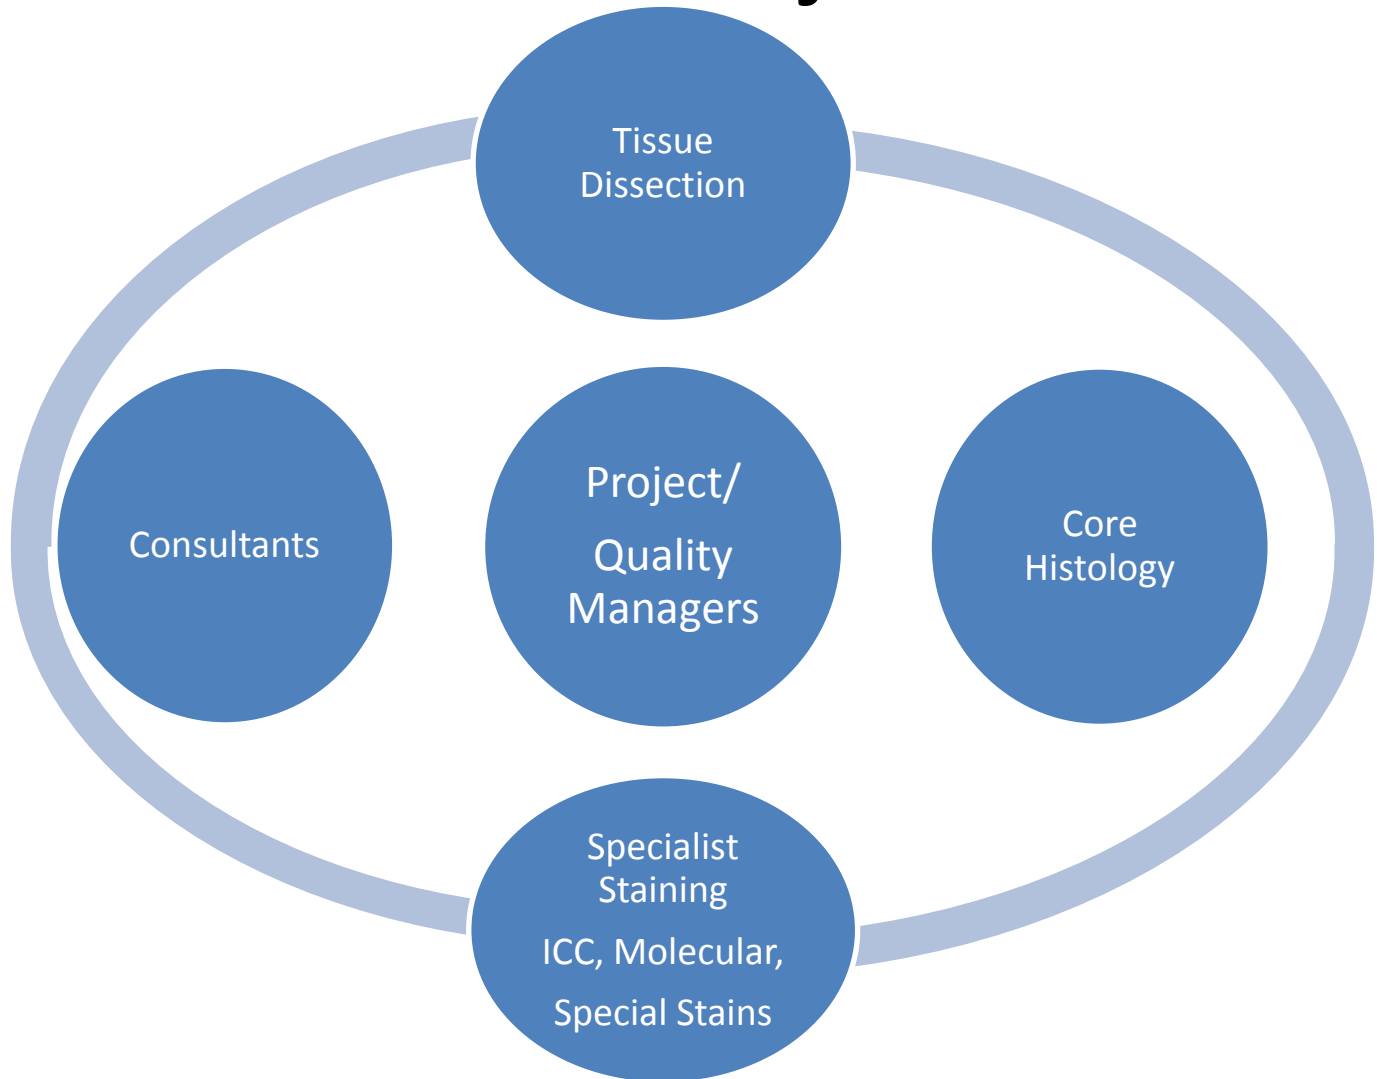 Tissue
Dissection
Consultants
Project/
Quality
Managers
Core
Histology
Specialist
Staining
ICC, Molecular,
Special Stains